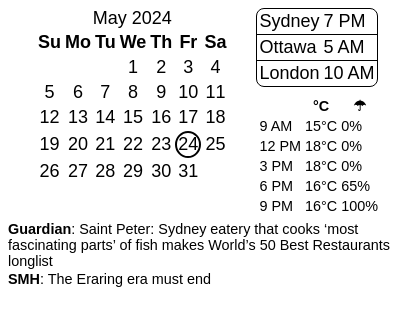 May 2024
Su Mo Tu We Th Fr Sa
1 2 3 4
5 6 7 8 9 10 11
12 13 14 15 16 17 18
19 20 21 22 23 24 25
26 27 28 29 30 31
Sydney 7 PM
Ottawa 5 AM
London 10 AM
°C ☂
9 AM 15°C 0%
12 PM 18°C 0%
3 PM 18°C 0%
6 PM 16°C 65%
9 PM 16°C 100%
Guardian: Saint Peter: Sydney eatery that cooks ‘most
fascinating parts’ of fish makes World’s 50 Best Restaurants
longlist
SMH: The Eraring era must end